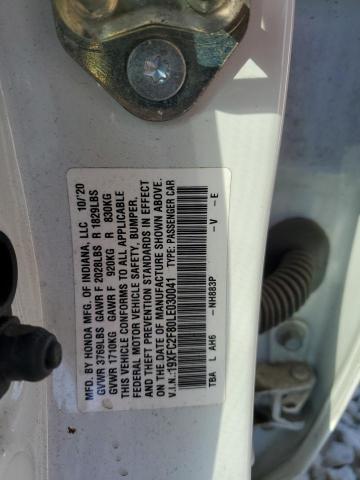 MFD. BY HONDA MFG. OF INDIANA, LLC 10/20
GVWR 3769LBS GAWR F 2028LBS R 1829LBS
GVWR 1710KG GAWR F 920KG R 830KG
THIS VEHICLE CONFORMS TO ALL APPLICABLE
FEDERAL MOTOR VEHICLE SAFETY, BUMPER,
AND THEFT PREVENTION STANDARDS IN EFFECT
ON THE DATE OF MANUFACTURE SHOWN ABOVE.
V.I.N.:19XFC2F80LE030041 TYPE: PASSENGER CAR
TBA L AH6 -NH883P -V -E